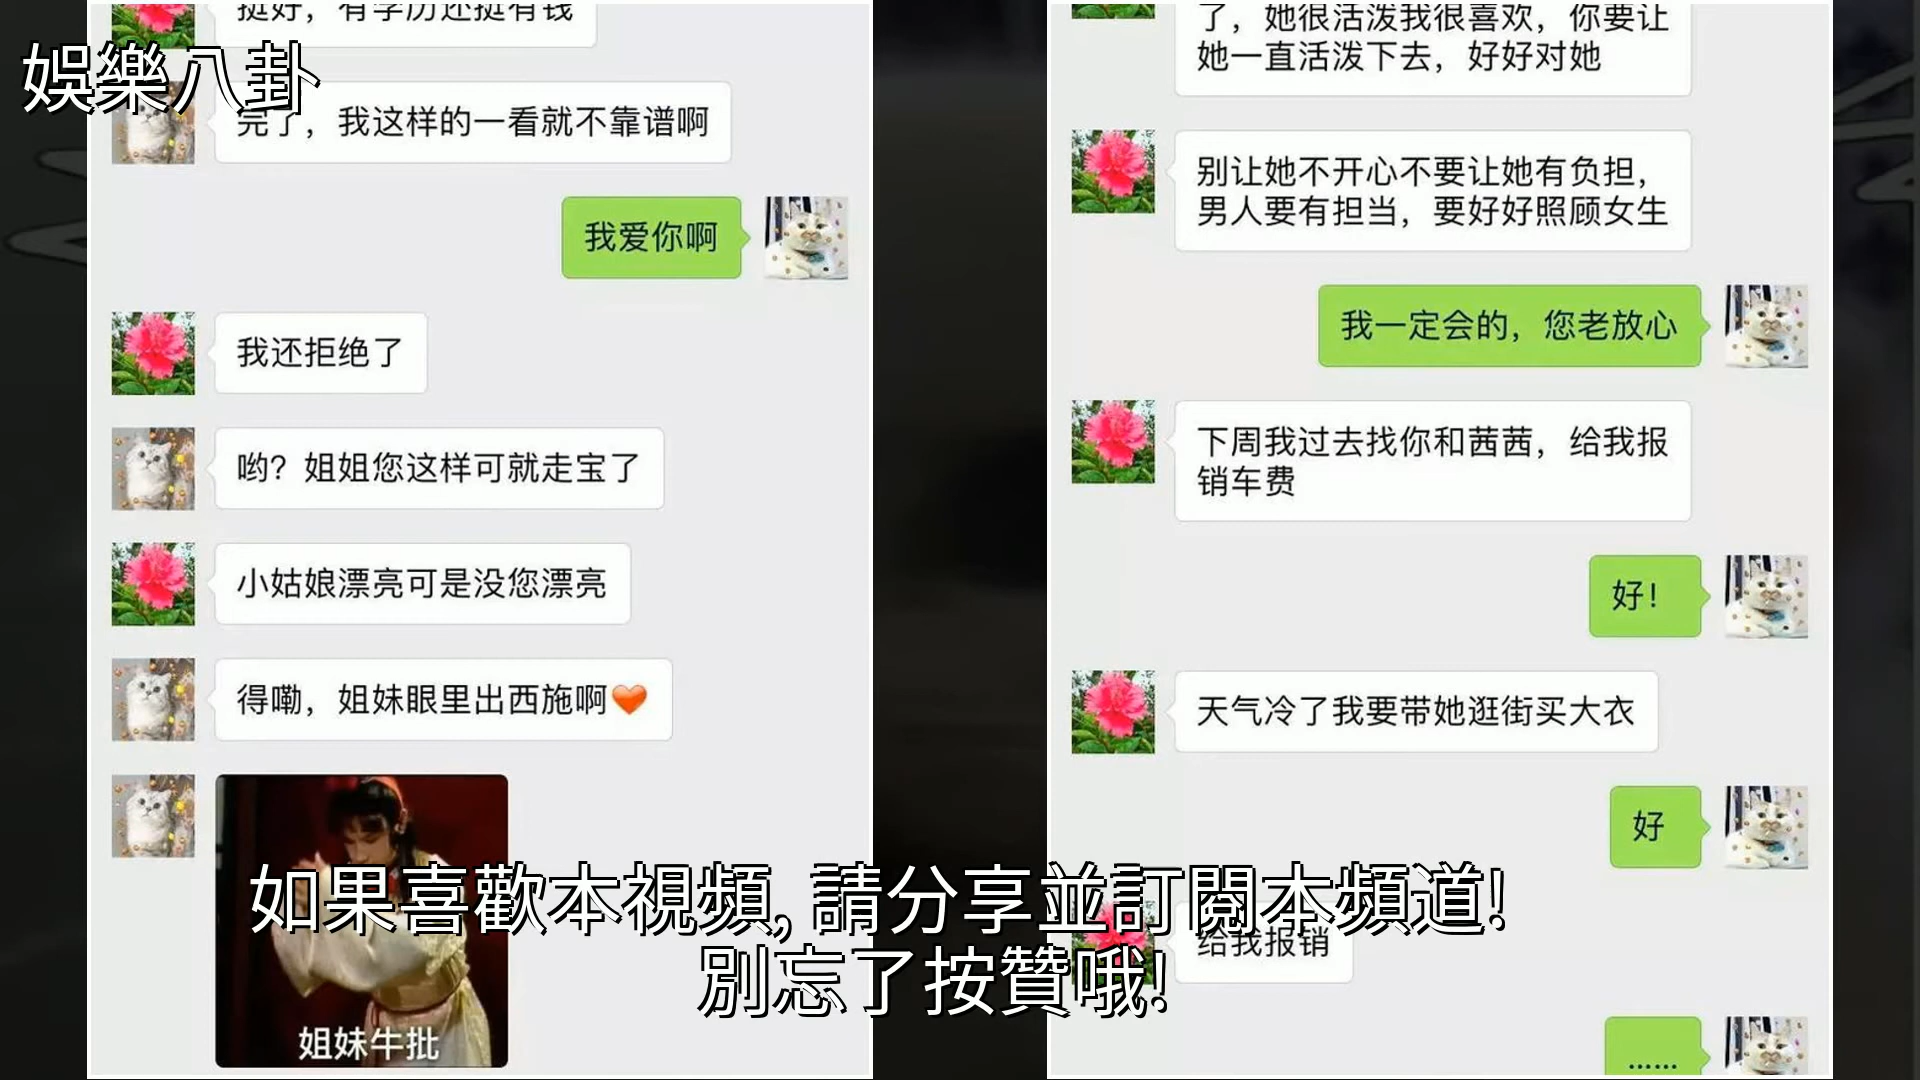 挺好，有学历还挺有钱
娛樂八卦
完了，我这样的一看就不靠谱啊
我爱你啊
我还拒绝了
哟？姐姐您这样可就走宝了
小姑娘漂亮可是没您漂亮
得嘞，姐妹眼里出西施啊
姐妹牛批
了，她很活泼我很喜欢，你要让
她一直活泼下去，好好对她
别让她不开心不要让她有负担，
男人要有担当，要好好照顾女生
我一定会的，您老放心
下周我过去找你和茜茜，给我报
销车费
好！
天气冷了我要带她逛街买大衣
好
给我报销
......
如果喜歡本視頻, 請分享並訂閱本頻道!
別忘了按贊哦!